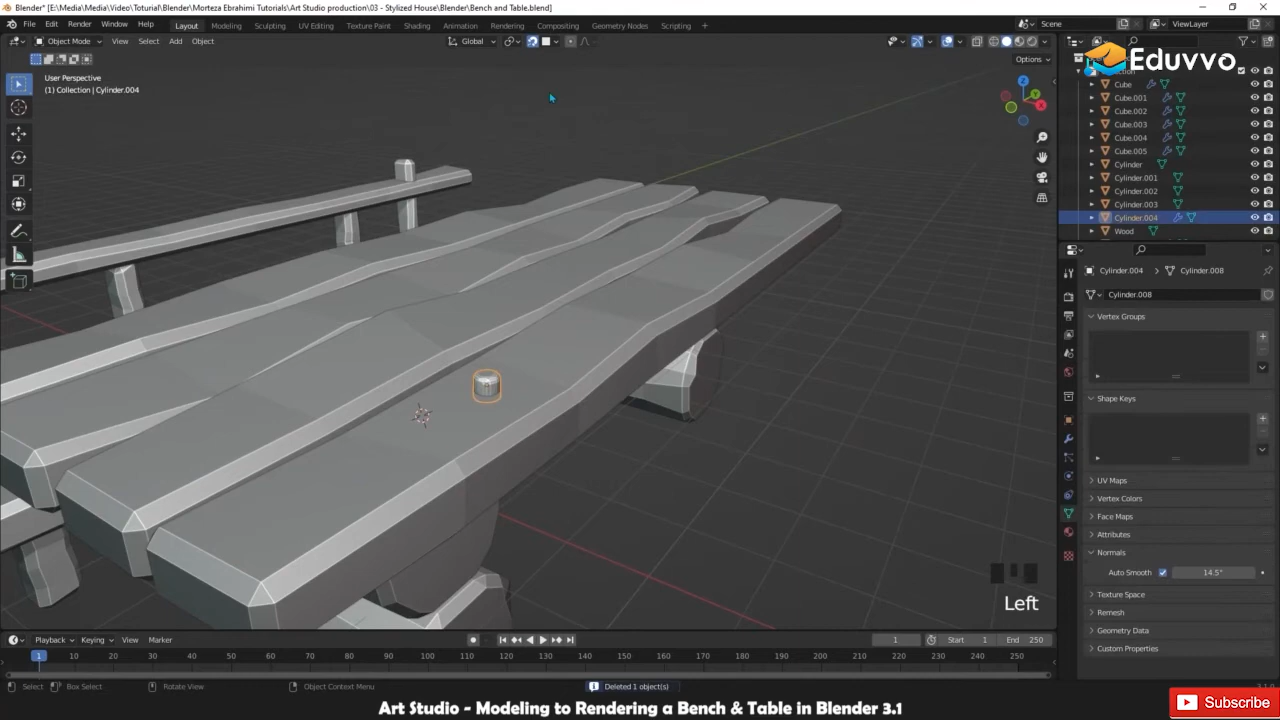 Blender* [E:\Media\Media\Video\Toturial\Blender\Morteza Ebrahimi Tutorials\Art Studio production\03 - Stylized House\Blender\Bench and Table.blend]
File Edit Render Window Help Layout Modeling Sculpting UV Editing Texture Paint Shading Animation Rendering Compositing Geometry Nodes Scripting + Scene ViewLayer
Object Mode View Select Add Object Global
Options
User Perspective
(1) Collection | Cylinder.004
Eduvvo
Cube
Cube.001
Cube.002
Cube.003
Cube.004
Cube.005
Cylinder
Cylinder.001
Cylinder.002
Cylinder.003
Cylinder.004
Wood
Cylinder.004 > Cylinder.008
Cylinder.008
Vertex Groups
Shape Keys
UV Maps
Vertex Colors
Face Maps
Attributes
Normals
Auto Smooth 14.5°
Texture Space
Remesh
Geometry Data
Custom Properties
Left
Playback Keying View Marker 1 Start 1 End 250
1 10 20 30 40 50 60 70 80 90 100 110 120 130 140 150 160 170 180 190 200 210 220 230 240 250
Select Box Select Rotate View Object Context Menu Deleted 1 object(s)
Art Studio - Modeling to Rendering a Bench & Table in Blender 3.1
Subscribe